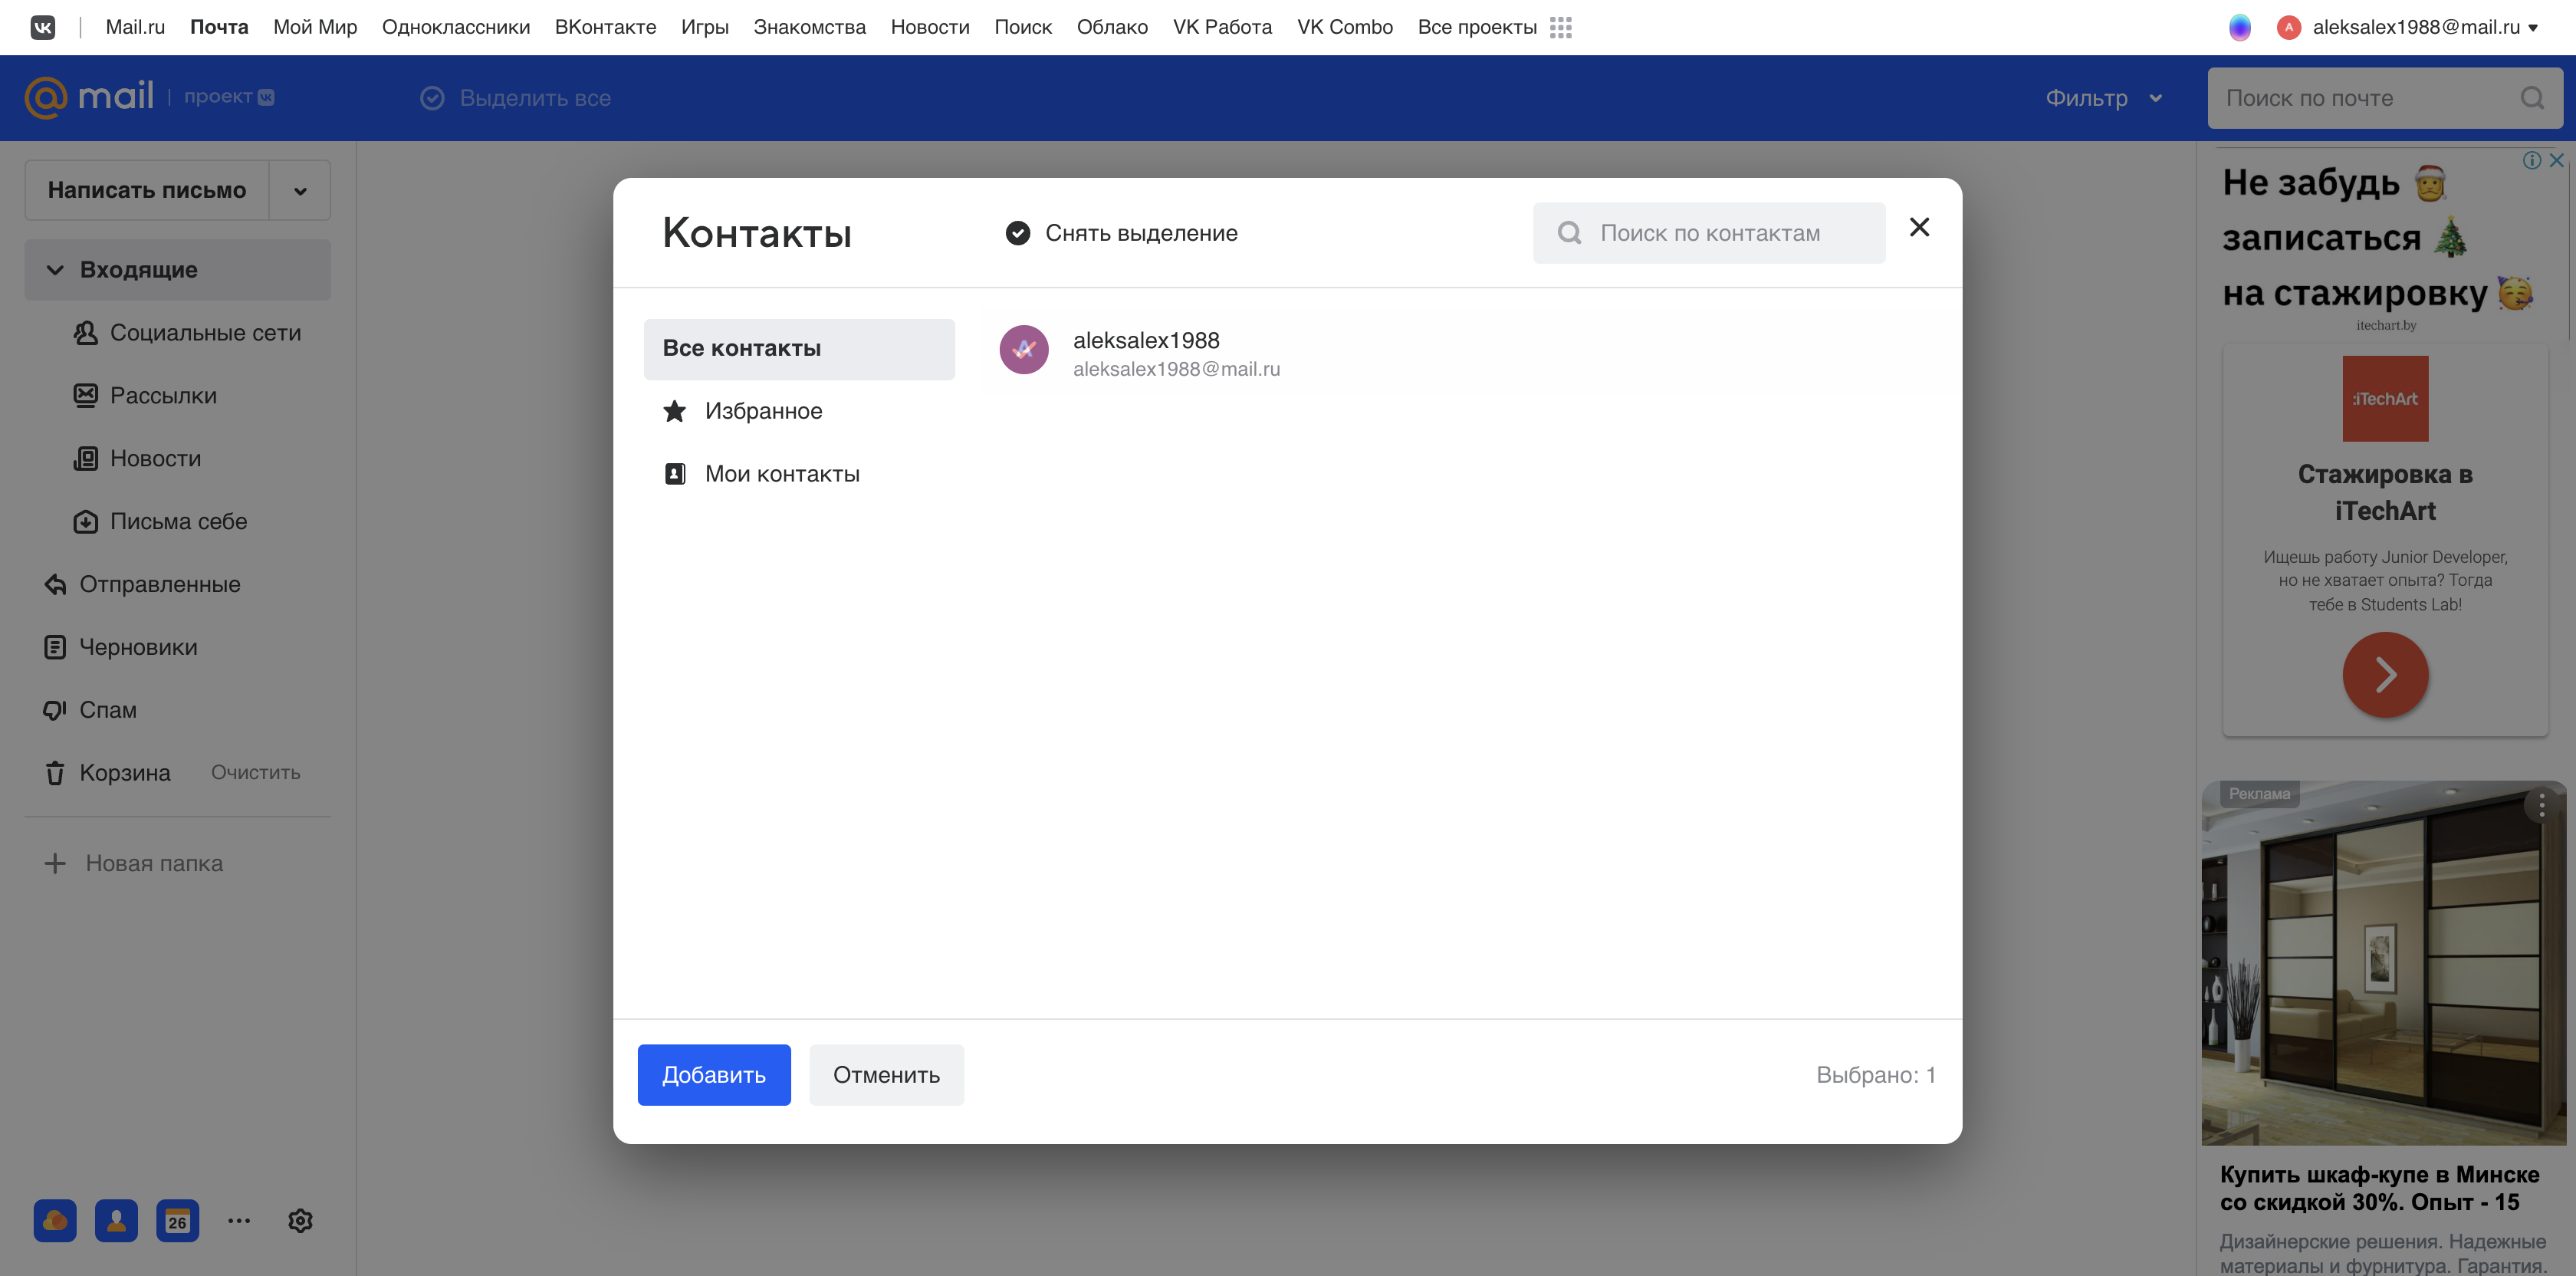 Mail.ru Почта Мой Мир Одноклассники ВКонтакте Игры Знакомства Новости Поиск Облако VK Работа VK Combo Все проекты
A aleksalex1988@mail.ru
@mail проект
Выделить все
Фильтр
Поиск по почте
Написать письмо
Входящие
Социальные сети
Рассылки
Новости
Письма себе
Отправленные
Черновики
Спам
Корзина Очистить
Новая папка
26
Контакты
Снять выделение
Поиск по контактам
Все контакты
Избранное
Мои контакты
aleksalex1988
aleksalex1988@mail.ru
Добавить
Отменить
Выбрано: 1
Не забудь
записаться
на стажировку
itechart.by
:iTechArt
Стажировка в
iTechArt
Ищешь работу Junior Developer,
но не хватает опыта? Тогда
тебе в Students Lab!
Реклама
Купить шкаф-купе в Минске
со скидкой 30%. Опыт - 15
Дизайнерские решения. Надежные
материалы и фурнитура. Гарантия.